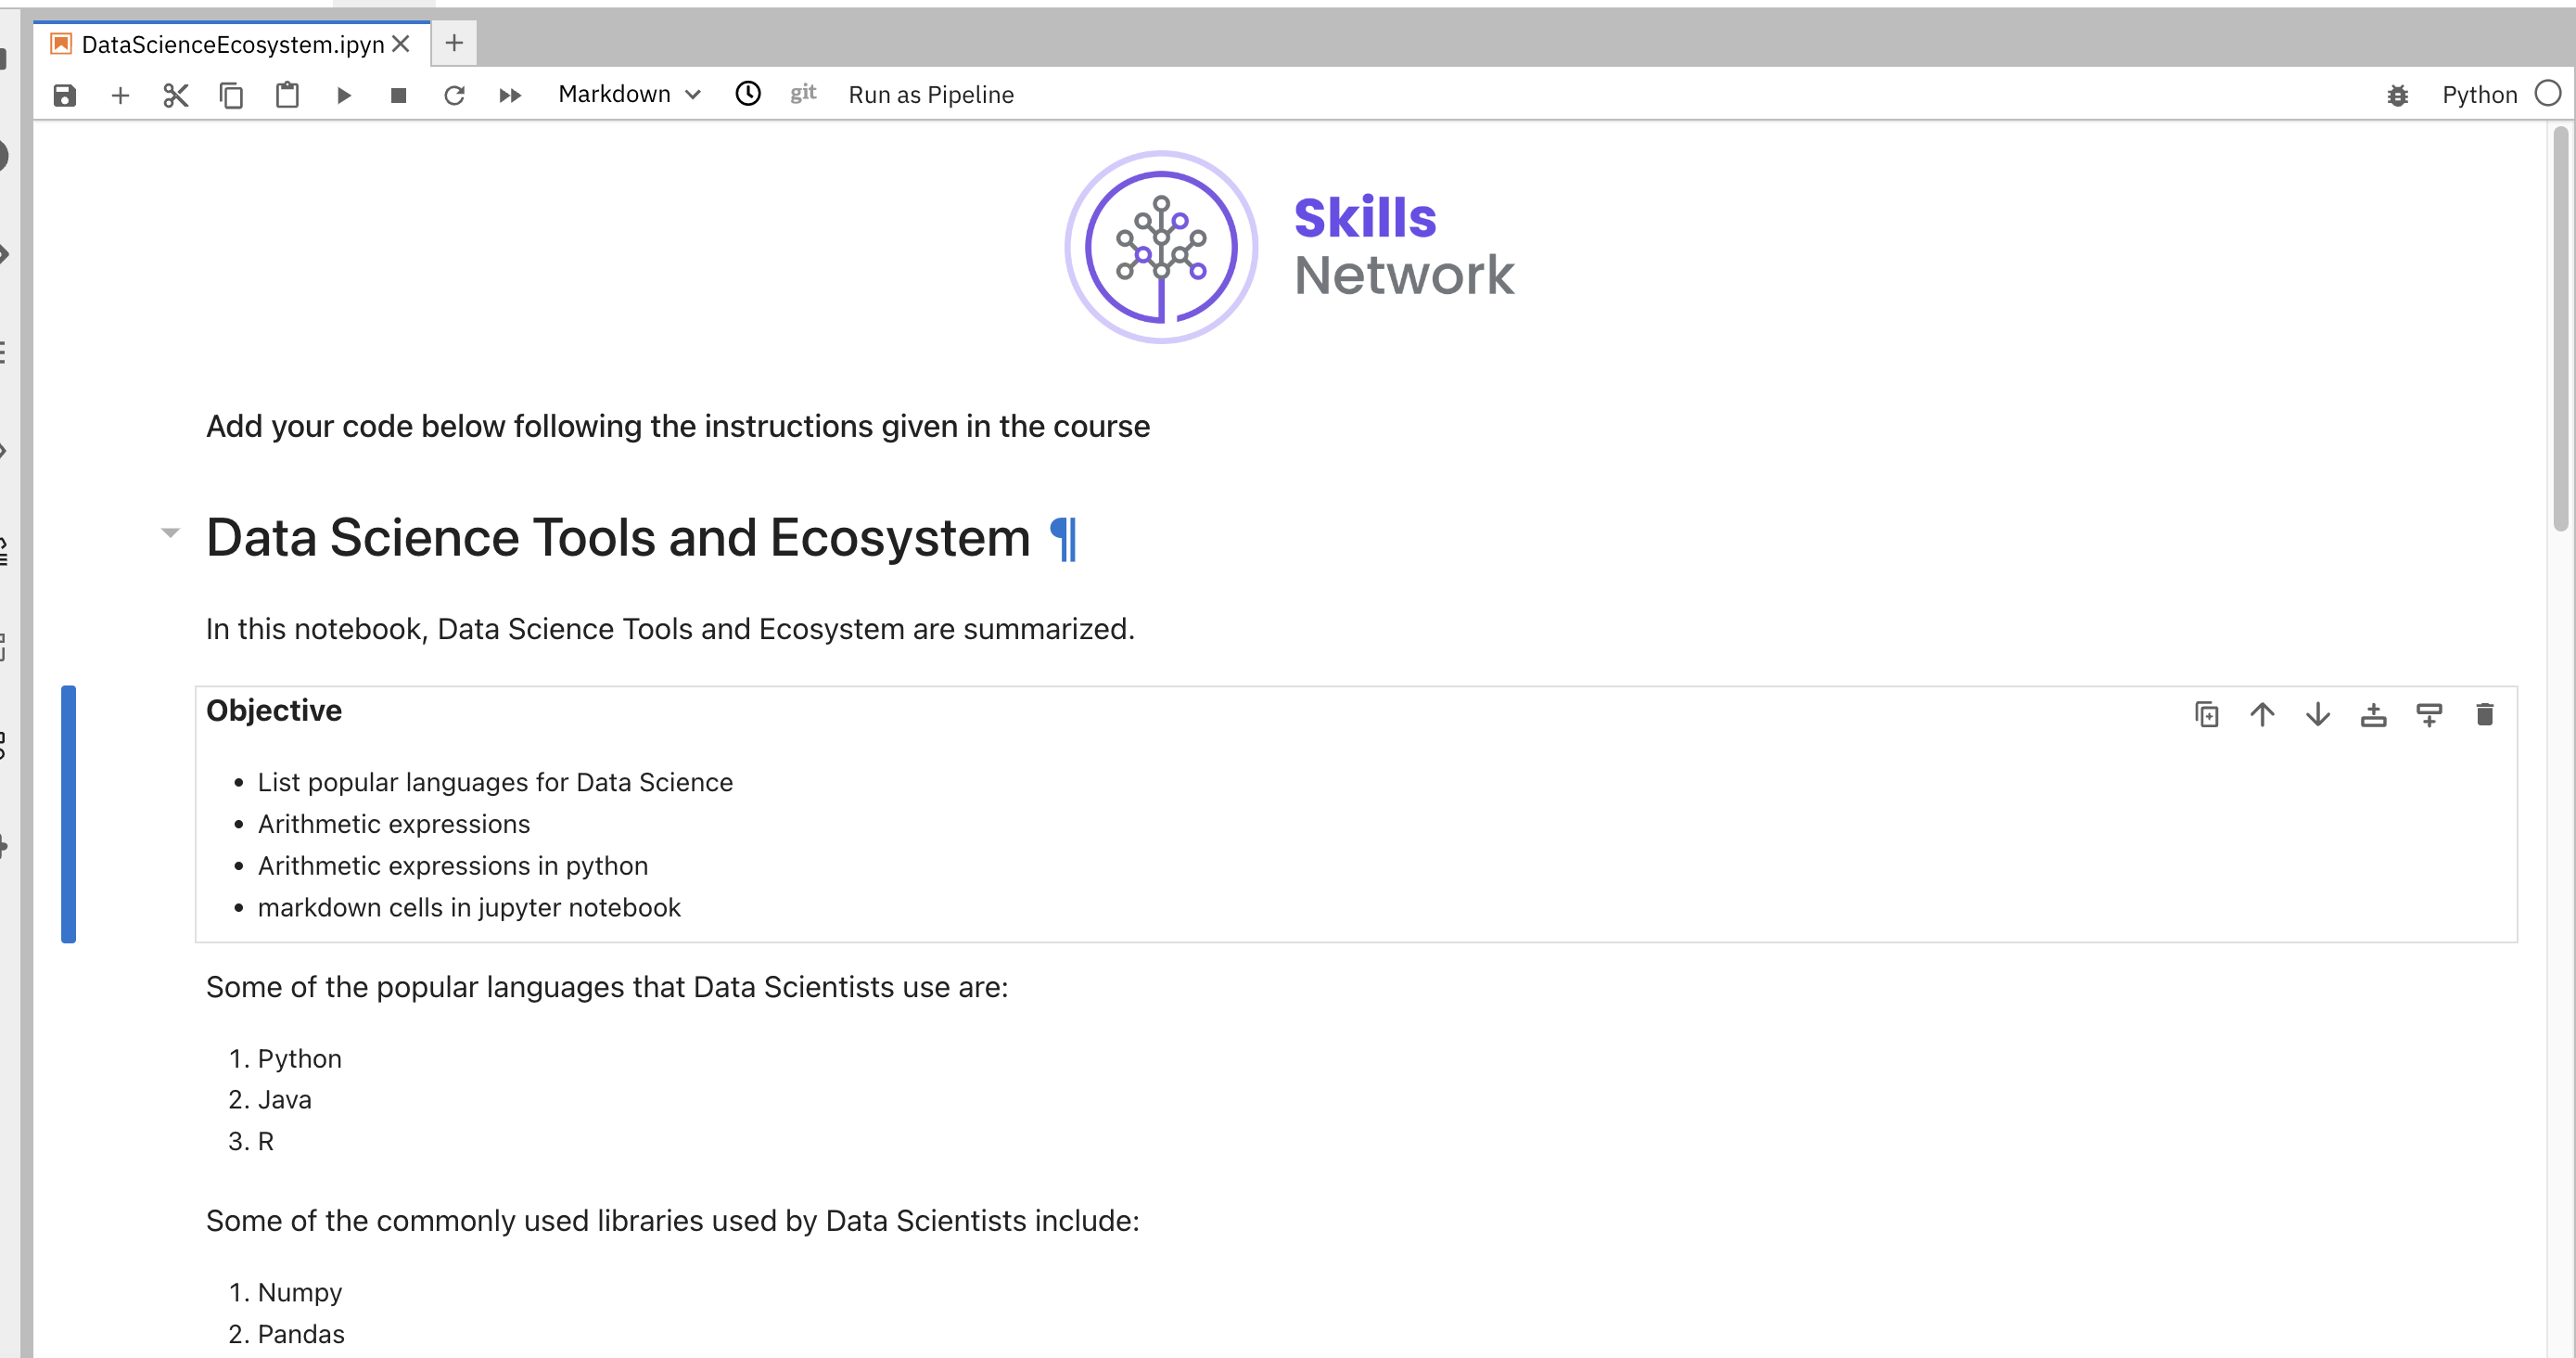 DataScienceEcosystem.ipyn
Markdown git Run as Pipeline Python
Skills
Network
Add your code below following the instructions given in the course
Data Science Tools and Ecosystem ¶
In this notebook, Data Science Tools and Ecosystem are summarized.
Objective
• List popular languages for Data Science
• Arithmetic expressions
• Arithmetic expressions in python
• markdown cells in jupyter notebook
Some of the popular languages that Data Scientists use are:
1. Python
2. Java
3. R
Some of the commonly used libraries used by Data Scientists include:
1. Numpy
2. Pandas